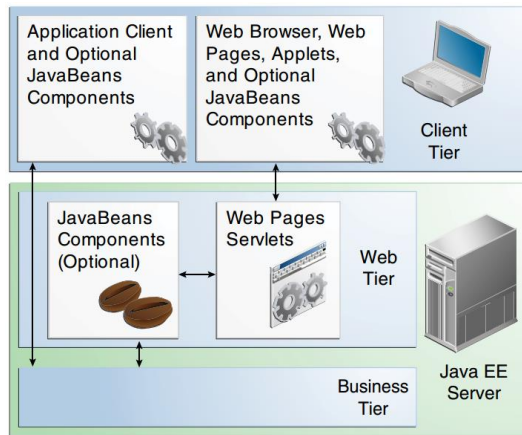 Application Client
and Optional
JavaBeans
Components
Web Browser, Web
Pages, Applets,
and Optional
JavaBeans
Components
Client
Tier
JavaBeans
Components
(Optional)
Web Pages
Servlets
Web
Tier
Java EE
Server
Business
Tier